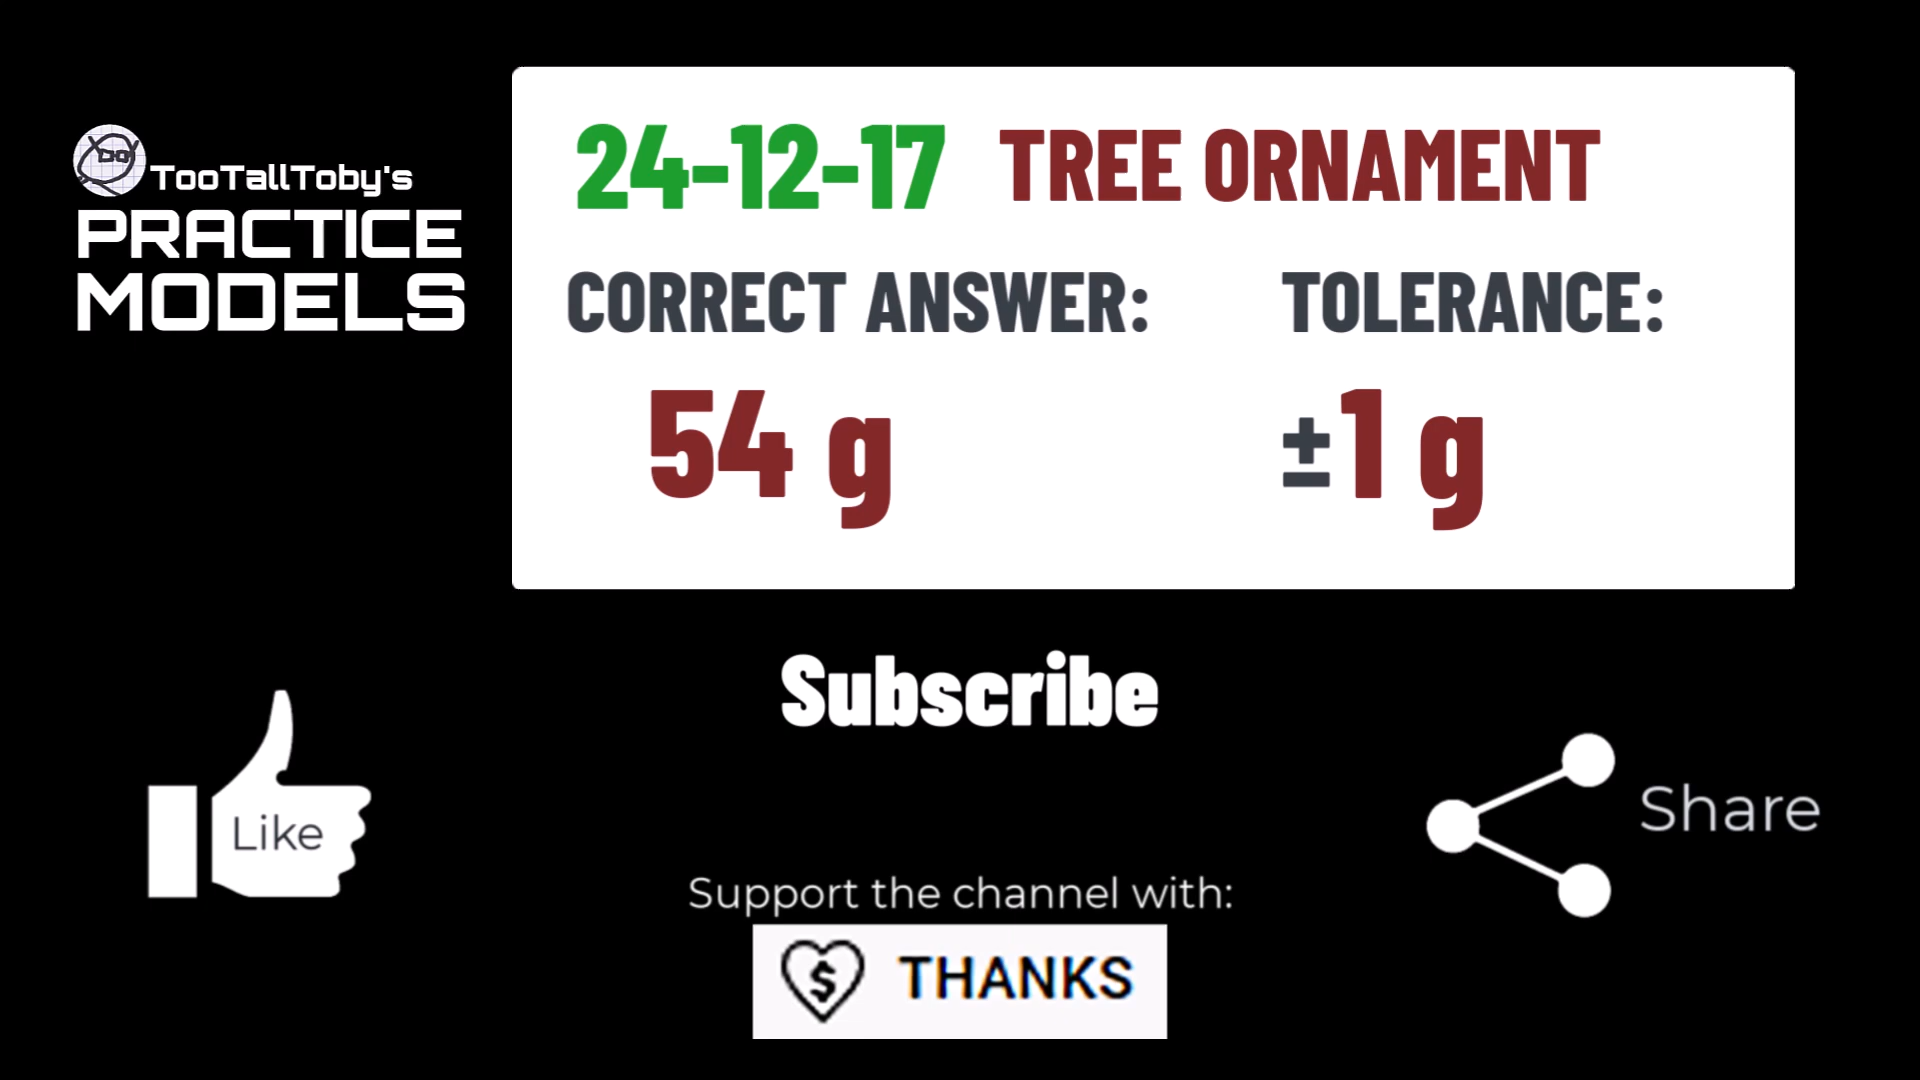 TooTallToby's
PRACTICE
MODELS
24-12-17 TREE ORNAMENT
CORRECT ANSWER: TOLERANCE:
54 g ±1 g
Subscribe
Like
Share
Support the channel with:
$ THANKS